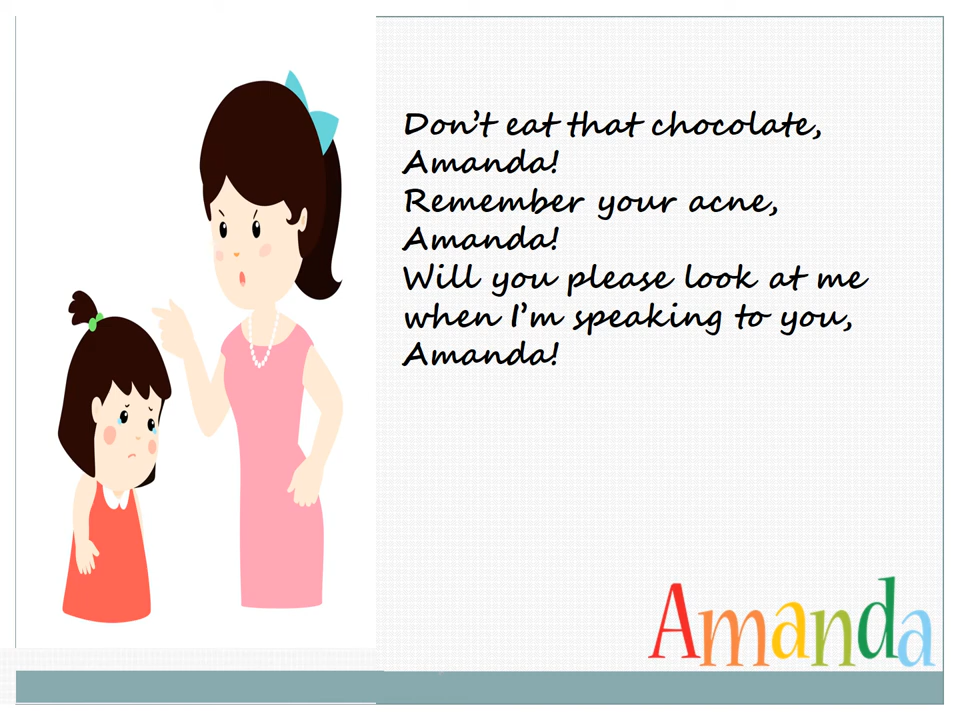 Don't eat that chocolate,
Amanda!
Remember your acne,
Amanda!
Will you please look at me
when I'm speaking to you,
Amanda!
Amanda